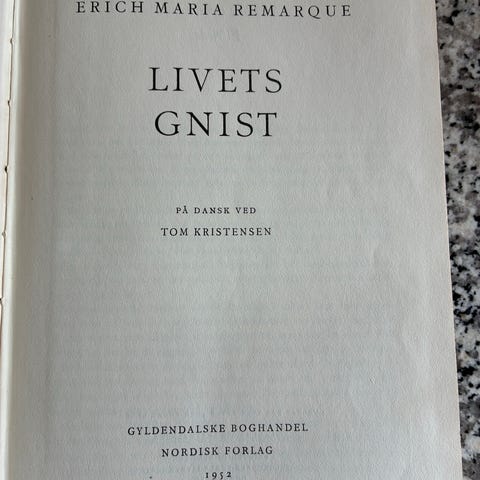 ERICH MARIA REMARQUE
LIVETS
GNIST
PÅ DANSK VED
TOM KRISTENSEN
GYLDENDALSKE BOGHANDEL
NORDISK FORLAG
1952